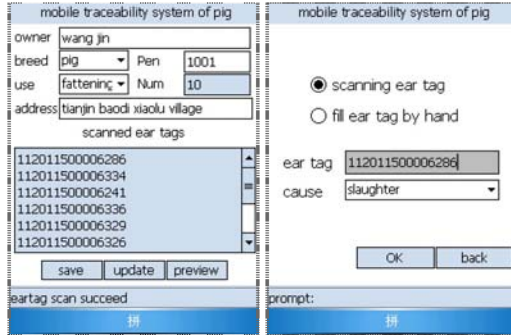 mobile traceability system of pig
owner wang jin
breed pig Pen 1001
use fattening Num 10
address tianjin baodi xiaolu village
scanned ear tags
112011500006286
112011500006334
112011500006241
112011500006336
112011500006329
112011500006326
save update preview
eartag scan succeed
拼
mobile traceability system of pig
scanning ear tag
fill ear tag by hand
ear tag 112011500006286
cause slaughter
OK back
prompt:
拼